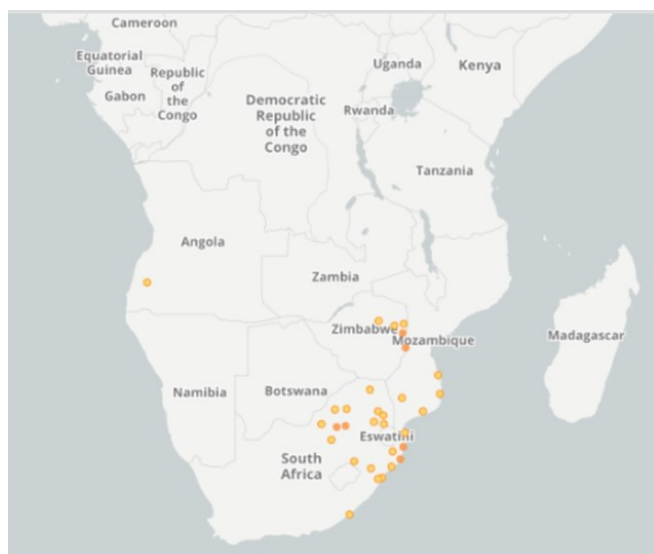 Cameroon
Equatorial
Guinea
Republic
of
the
Congo
Gabon
Democratic
Republic
of the
Congo
Uganda
Kenya
Rwanda
Tanzania
Angola
Zambia
Zimbabwe
Mozambique
Madagascar
Namibia
Botswana
Eswatini
South
Africa